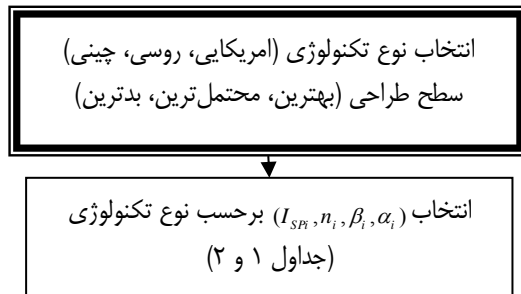 انتخاب نوع تکنولوژی (امریکایی، روسی، چینی)
سطح طراحی (بهترین، محتمل‌ترین، بدترین)
انتخاب (I_{SPi}, n_i, β_i, α_i) برحسب نوع تکنولوژی
(جداول ۱ و ۲)